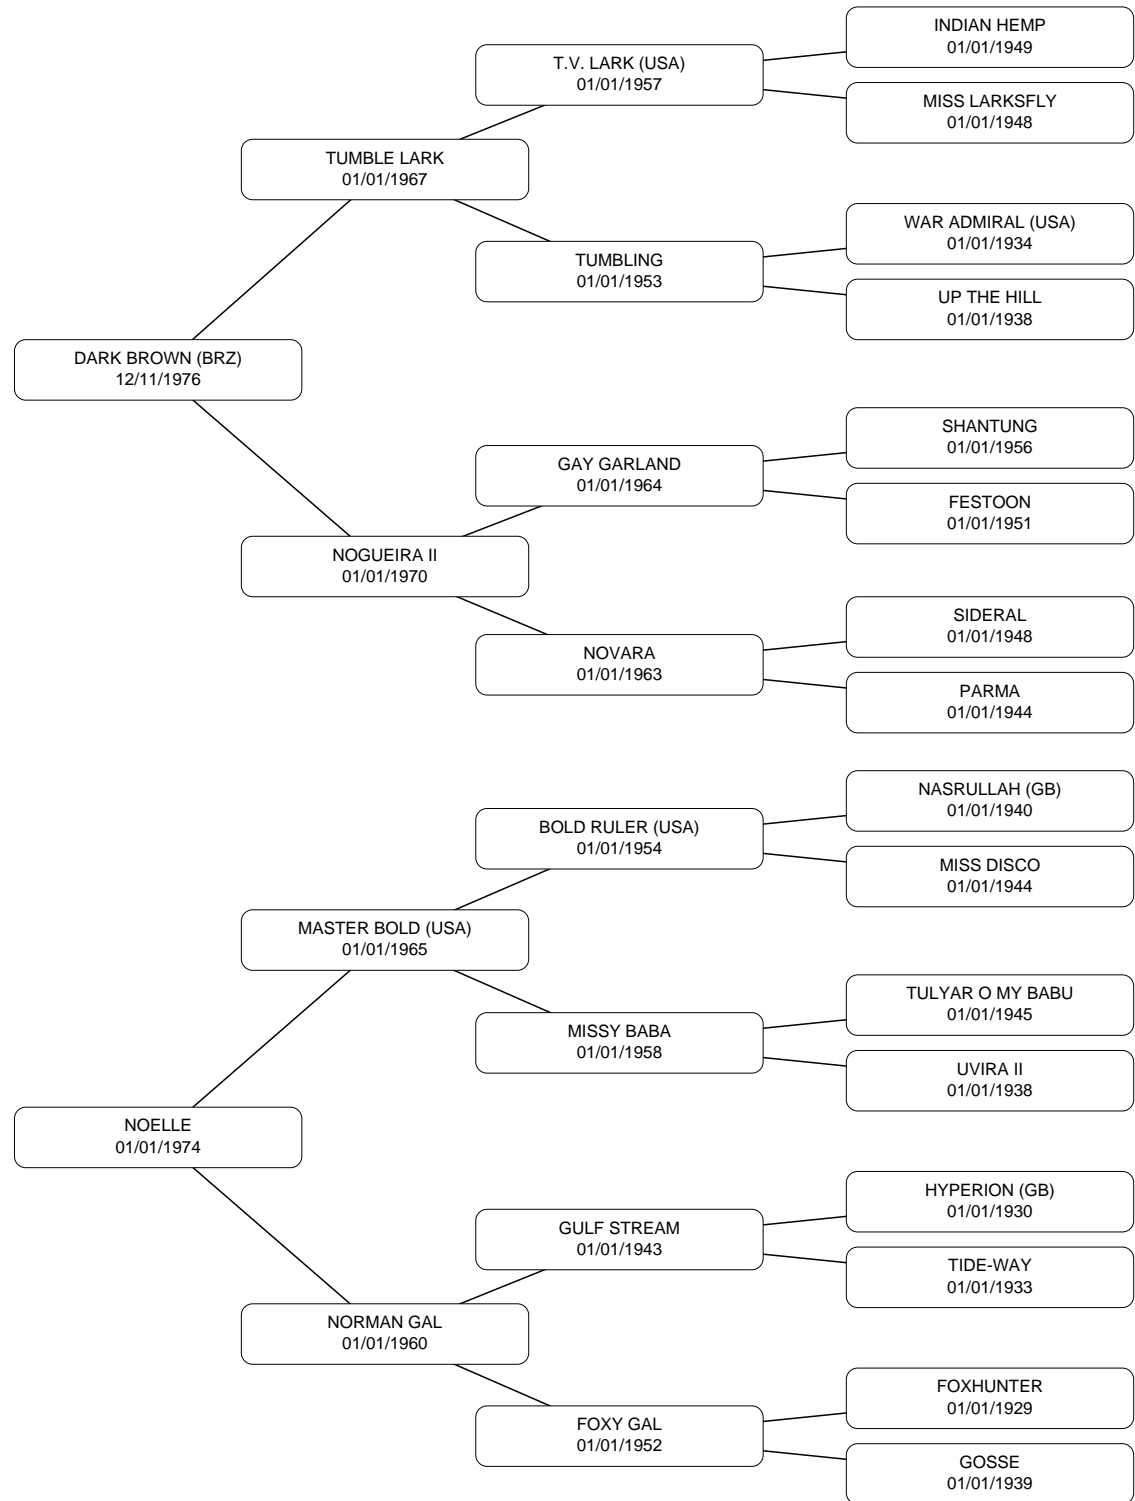 INDIAN HEMP
01/01/1949
T.V. LARK (USA)
01/01/1957
MISS LARKSFLY
01/01/1948
TUMBLE LARK
01/01/1967
WAR ADMIRAL (USA)
01/01/1934
TUMBLING
01/01/1953
UP THE HILL
01/01/1938
DARK BROWN (BRZ)
12/11/1976
SHANTUNG
01/01/1956
GAY GARLAND
01/01/1964
FESTOON
01/01/1951
NOGUEIRA II
01/01/1970
SIDERAL
01/01/1948
NOVARA
01/01/1963
PARMA
01/01/1944
NASRULLAH (GB)
01/01/1940
BOLD RULER (USA)
01/01/1954
MISS DISCO
01/01/1944
MASTER BOLD (USA)
01/01/1965
TULYAR O MY BABU
01/01/1945
MISSY BABA
01/01/1958
UVIRA II
01/01/1938
NOELLE
01/01/1974
HYPERION (GB)
01/01/1930
GULF STREAM
01/01/1943
TIDE-WAY
01/01/1933
NORMAN GAL
01/01/1960
FOXHUNTER
01/01/1929
FOXY GAL
01/01/1952
GOSSE
01/01/1939